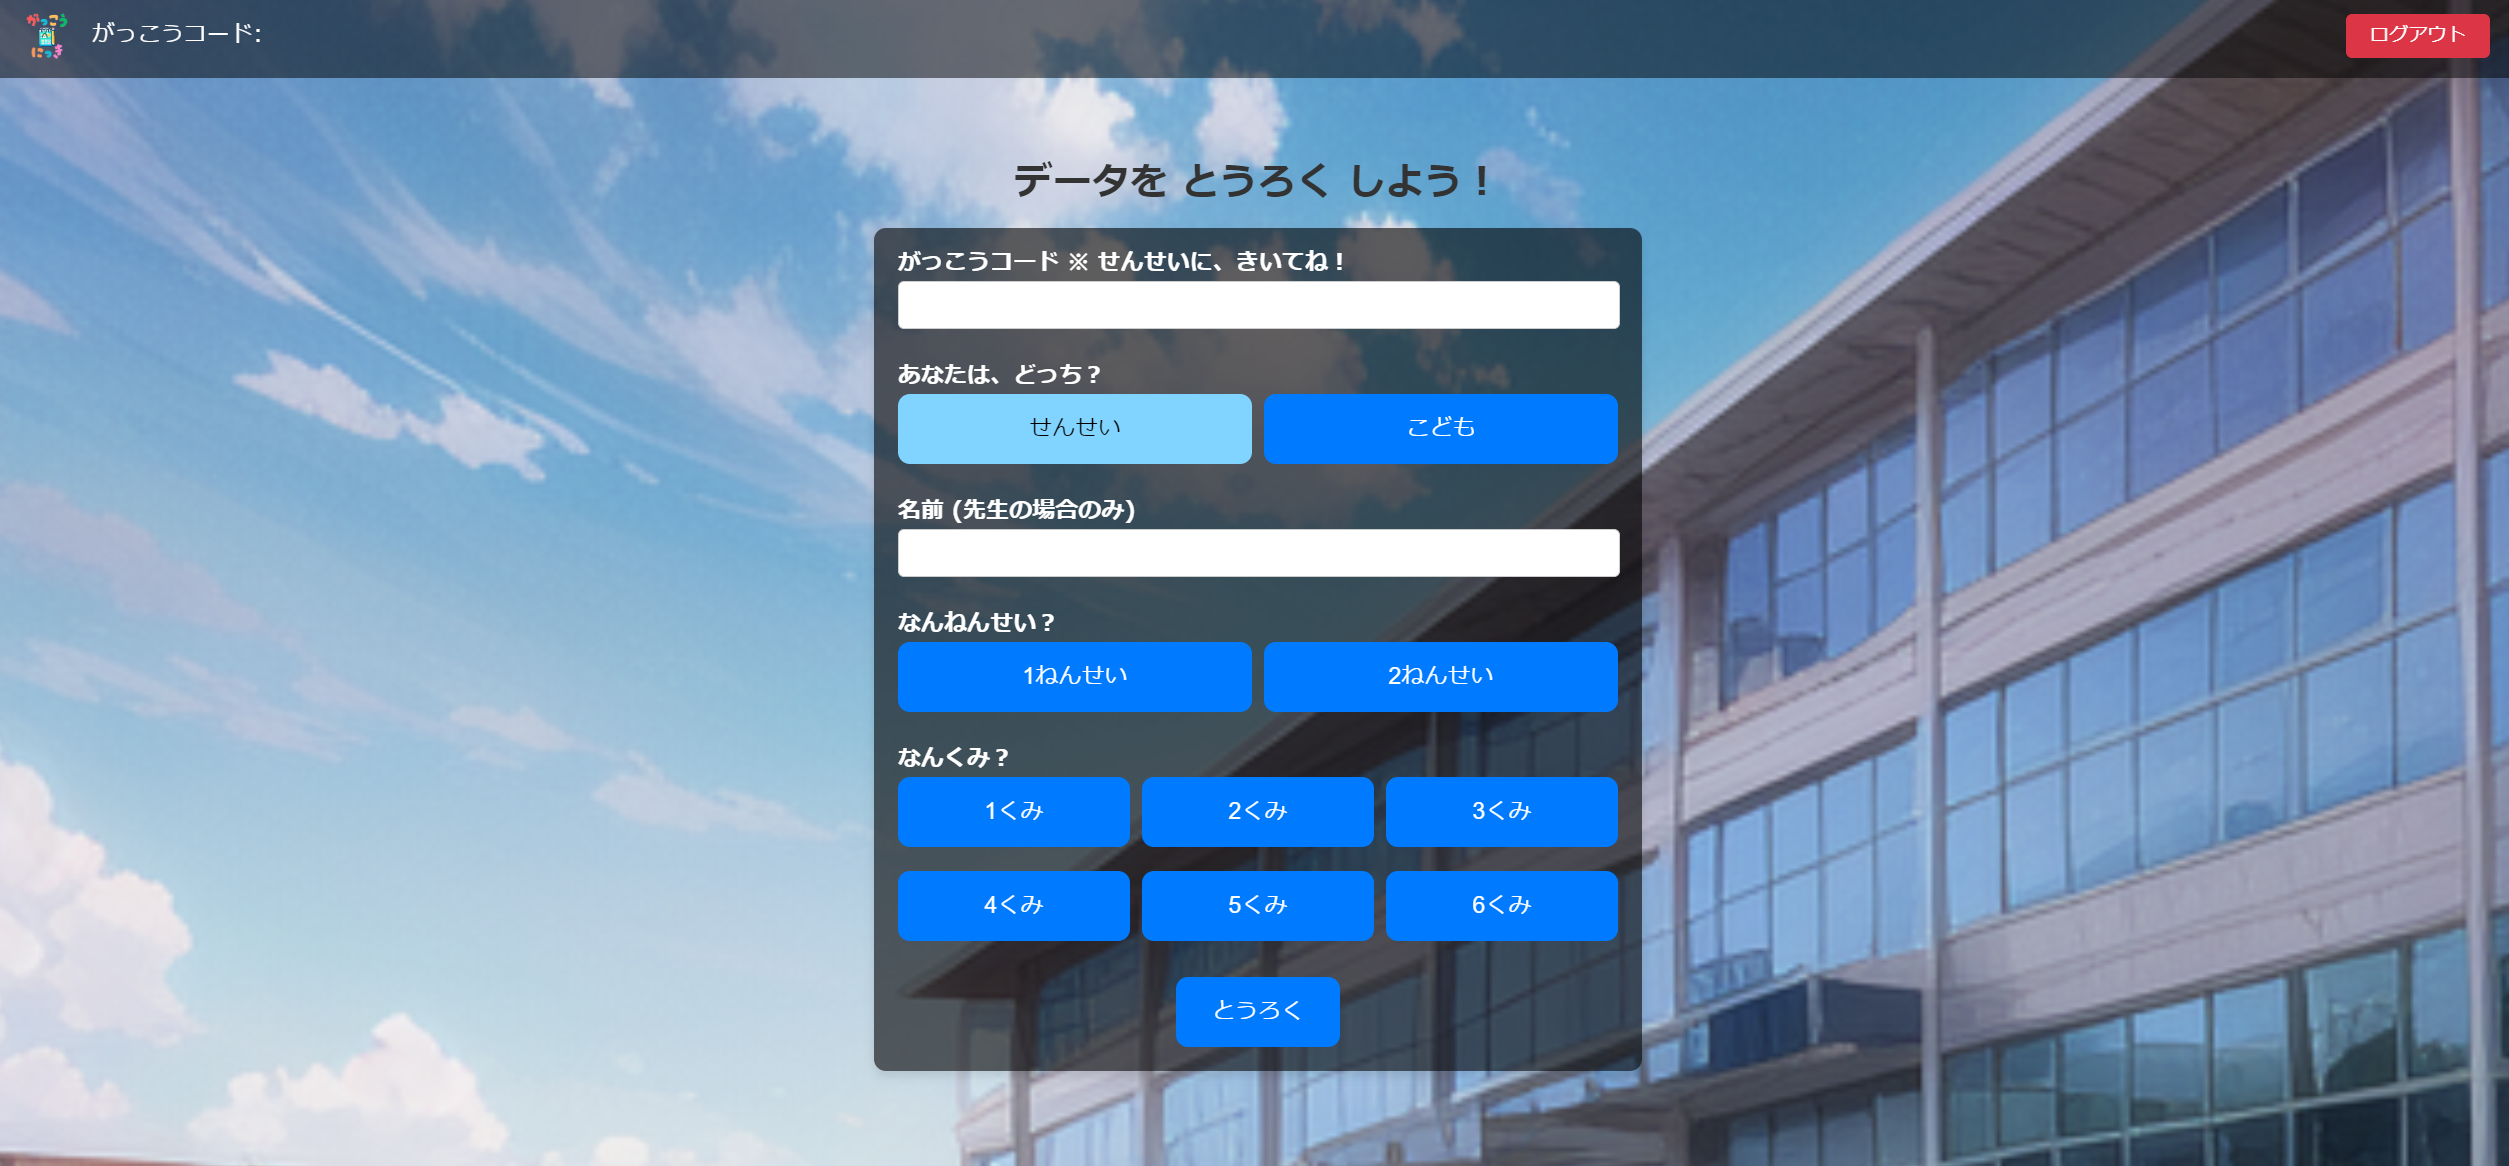 がっこう
にっき
がっこうコード:
ログアウト
データを とうろく しよう！
がっこうコード ※ せんせいに、きいてね！
あなたは、どっち？
せんせい
こども
名前 (先生の場合のみ)
なんねんせい？
1ねんせい
2ねんせい
なんくみ？
1くみ
2くみ
3くみ
4くみ
5くみ
6くみ
とうろく